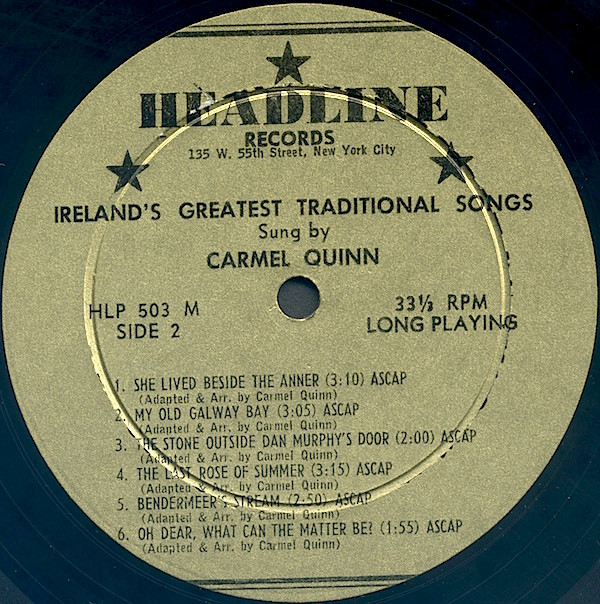 HEADLINE
RECORDS
135 W. 55th Street, New York City
IRELAND'S GREATEST TRADITIONAL SONGS
Sung by
CARMEL QUINN
HLP 503 M
SIDE 2
33⅓ RPM
LONG PLAYING
1. SHE LIVED BESIDE THE ANNER (3:10) ASCAP
(Adapted & Arr. by Carmel Quinn)
2. MY OLD GALWAY BAY (3:05) ASCAP
(Adapted & Arr. by Carmel Quinn)
3. THE STONE OUTSIDE DAN MURPHY'S DOOR (2:00) ASCAP
(Adapted & Arr. by Carmel Quinn)
4. THE LAST ROSE OF SUMMER (3:15) ASCAP
(Adapted & Arr. by Carmel Quinn)
5. BENDERMEER'S STREAM (2:50) ASCAP
(Adapted & Arr. by Carmel Quinn)
6. OH DEAR, WHAT CAN THE MATTER BE? (1:55) ASCAP
(Adapted & Arr. by Carmel Quinn)